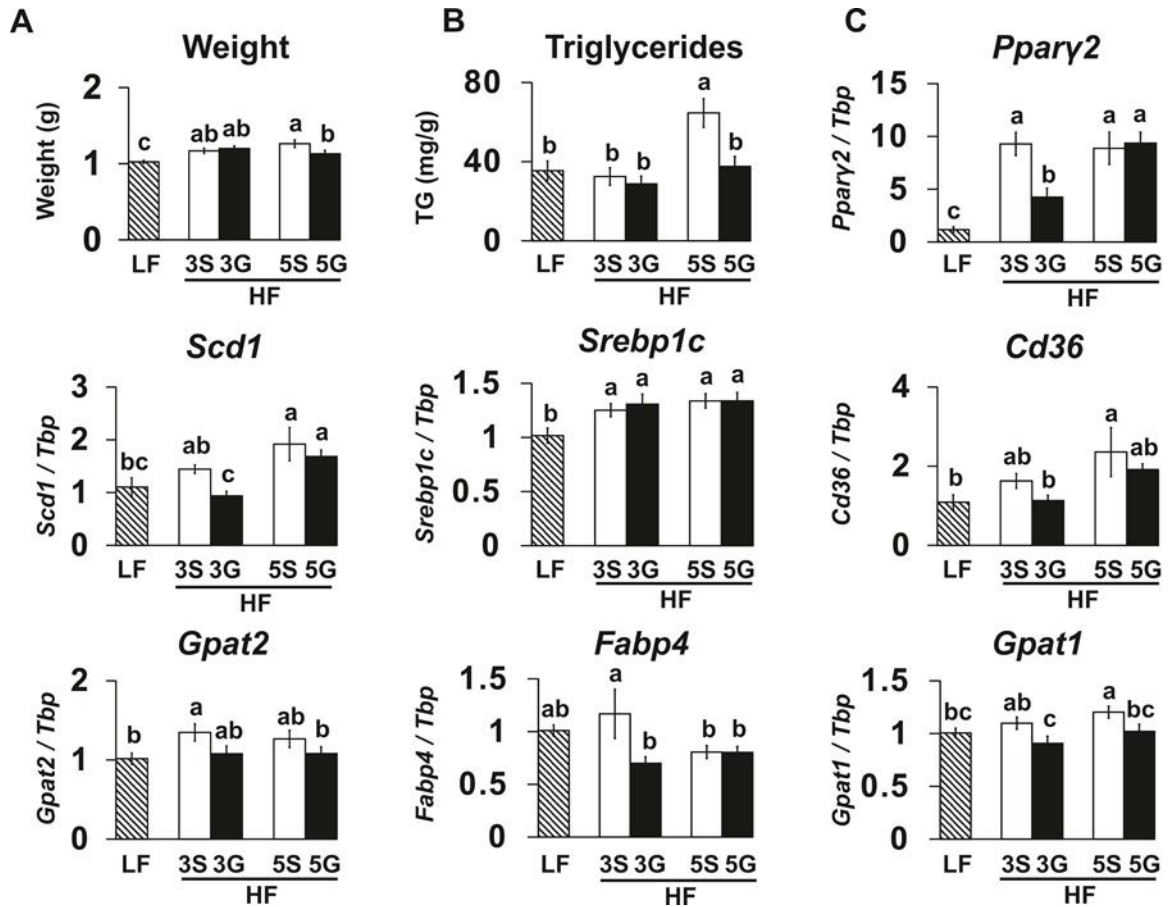 A
Weight
Weight (g)
2
1
0
c
ab ab
a
b
LF
3S 3G
5S 5G
HF
B
Triglycerides
TG (mg/g)
80
40
0
b
b b
a
b
LF
3S 3G
5S 5G
HF
C
Pparγ2
Pparγ2 / Tbp
15
10
5
0
c
a
b
a a
LF
3S 3G
5S 5G
HF
Scd1
Scd1 / Tbp
3
2
1
0
bc
ab
c
a
a
LF
3S 3G
5S 5G
HF
Srebp1c
Srebp1c / Tbp
1.5
1
0.5
0
b
a a
a a
LF
3S 3G
5S 5G
HF
Cd36
Cd36 / Tbp
4
2
0
b
ab
b
a
ab
LF
3S 3G
5S 5G
HF
Gpat2
Gpat2 / Tbp
2
1
0
b
a
ab
ab
b
LF
3S 3G
5S 5G
HF
Fabp4
Fabp4 / Tbp
1.5
1
0.5
0
ab
a
b
b b
LF
3S 3G
5S 5G
HF
Gpat1
Gpat1 / Tbp
1.5
1
0.5
0
bc
ab
c
a
bc
LF
3S 3G
5S 5G
HF